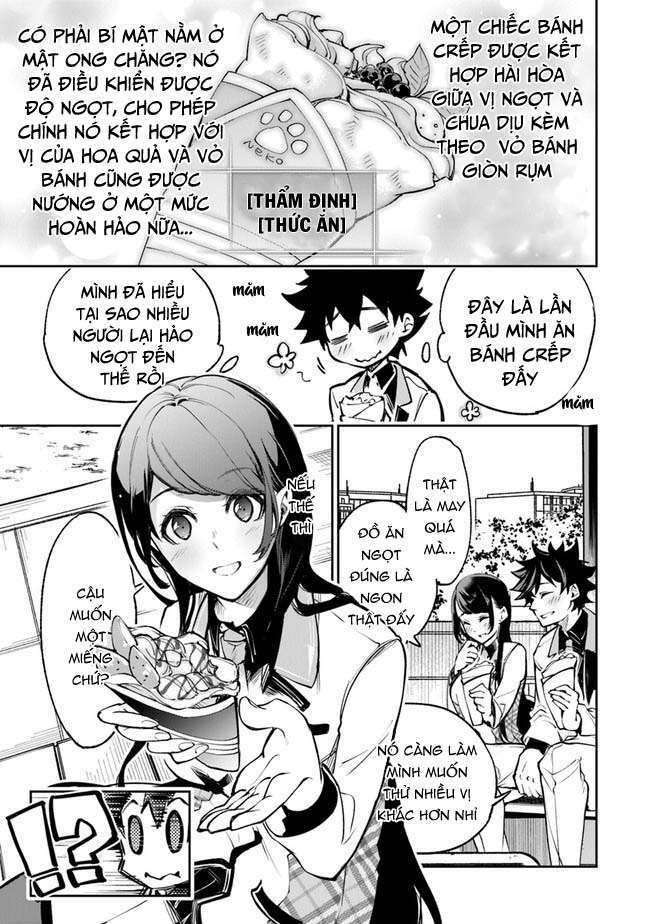 MỘT CHIẾC BÁNH
CRẾP ĐƯỢC KẾT
HỢP HÀI HÒA
GIỮA VỊ NGỌT VÀ
CHUA DỊU KÈM
THEO VỎ BÁNH
GIÒN RỤM
CÓ PHẢI BÍ MẬT NẰM Ở
MẬT ONG CHĂNG? NÓ
ĐÃ ĐIỀU KHIỂN ĐƯỢC
ĐỘ NGỌT, CHO PHÉP
CHÍNH NÓ KẾT HỢP VỚI
VỊ CỦA HOA QUẢ VÀ VỎ
BÁNH CŨNG ĐƯỢC
NƯỚNG Ở MỘT MỨC
HOÀN HẢO NỮA...
NEKO
[THẨM ĐỊNH]
[THỨC ĂN]
ĐÂY LÀ LẦN
ĐẦU MÌNH ĂN
BÁNH CRẾP
ĐẤY
măm
măm
măm
MÌNH ĐÃ HIỂU
TẠI SAO NHIỀU
NGƯỜI LẠI HẢO
NGỌT ĐẾN
THẾ RỒI
THẬT
LÀ MAY
QUÁ
MÀ...
ĐỒ ĂN
NGỌT
ĐÚNG LÀ
NGON
THẬT ĐẤY
NÓ CÀNG LÀM
MÌNH MUỐN
THỬ NHIỀU VỊ
KHÁC HƠN NHỈ
NẾU
THẾ
THÌ
CẬU
MUỐN
MỘT
MIẾNG
CHỨ?
!?